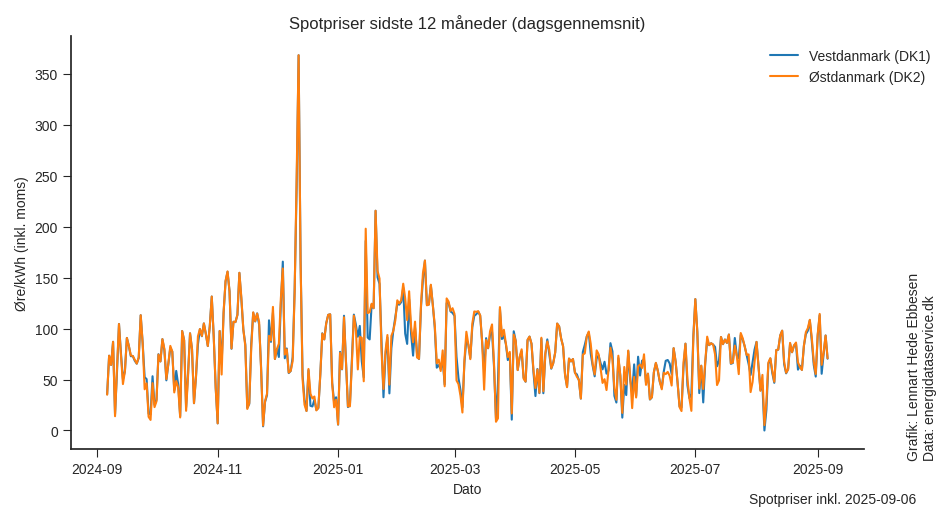 Spotpriser sidste 12 måneder (dagsgennemsnit)
Vestdanmark (DK1)
Østdanmark (DK2)
Øre/kWh (inkl. moms)
350
300
250
200
150
100
50
0
2024-09
2024-11
2025-01
2025-03
2025-05
2025-07
2025-09
Dato
Grafik: Lennart Hede Ebbesen
Data: energidataservice.dk
Spotpriser inkl. 2025-09-06